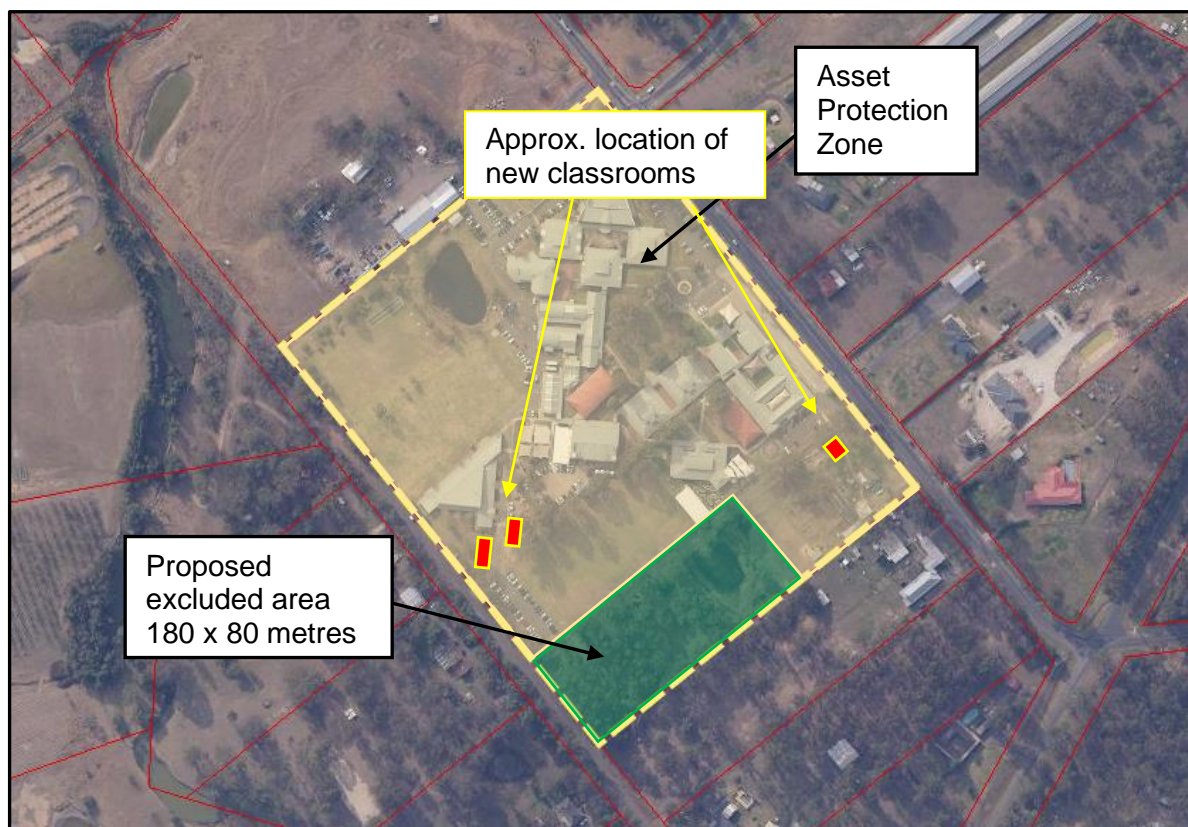 Asset
Protection
Zone
Approx. location of
new classrooms
Proposed
excluded area
180 x 80 metres